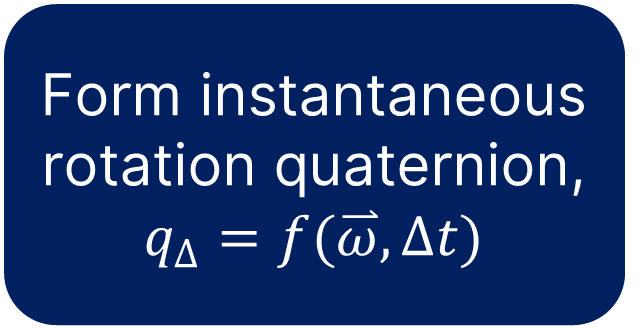 Form instantaneous
rotation quaternion,
q_Δ = f(ω⃗, Δt)